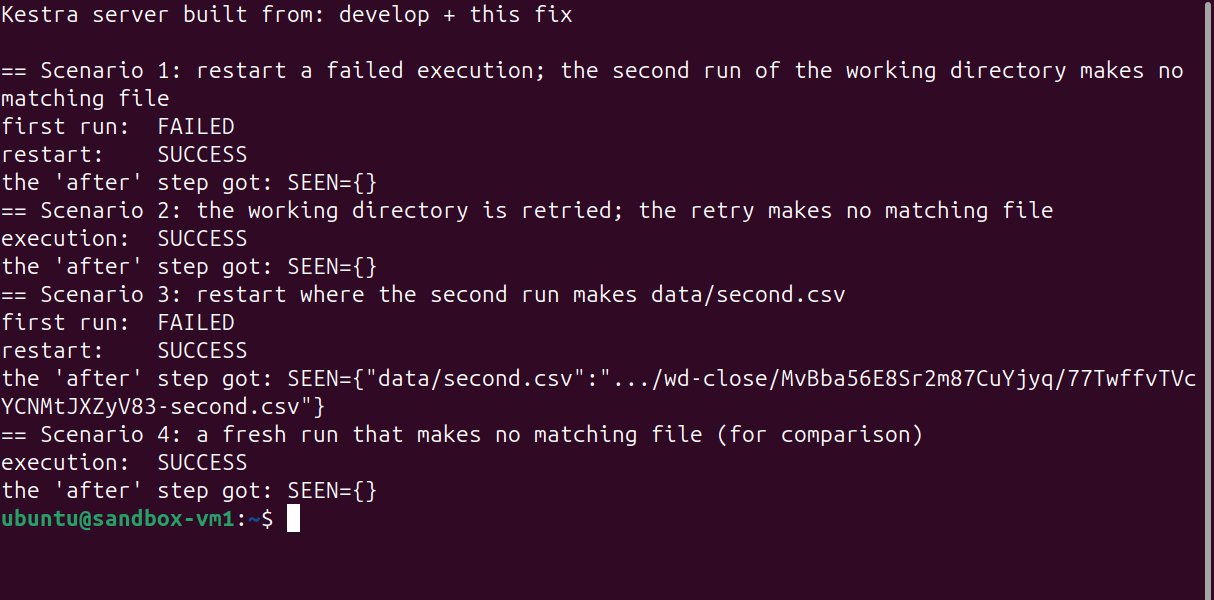 Kestra server built from: develop + this fix

== Scenario 1: restart a failed execution; the second run of the working directory makes no
matching file
first run:  FAILED
restart:    SUCCESS
the 'after' step got: SEEN={}
== Scenario 2: the working directory is retried; the retry makes no matching file
execution:  SUCCESS
the 'after' step got: SEEN={}
== Scenario 3: restart where the second run makes data/second.csv
first run:  FAILED
restart:    SUCCESS
the 'after' step got: SEEN={"data/second.csv":".../wd-close/MvBba56E8Sr2m87CuYjyq/77TwffvTVc
YCNMtJXZyV83-second.csv"}
== Scenario 4: a fresh run that makes no matching file (for comparison)
execution:  SUCCESS
the 'after' step got: SEEN={}
ubuntu@sandbox-vm1:~$